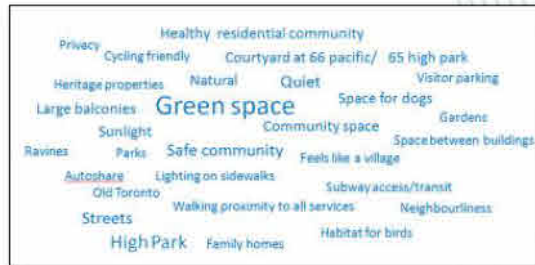 Healthy residential community
Privacy
Cycling friendly
Courtyard at 66 pacific/ 65 high park
Heritage properties
Natural
Quiet
Visitor parking
Large balconies
Green space
Space for dogs
Gardens
Sunlight
Community space
Space between buildings
Ravines
Parks
Safe community
Feels like a village
Autoshare
Lighting on sidewalks
Old Toronto
Subway access/transit
Walking proximity to all services
Neighbourliness
Streets
High Park
Family homes
Habitat for birds